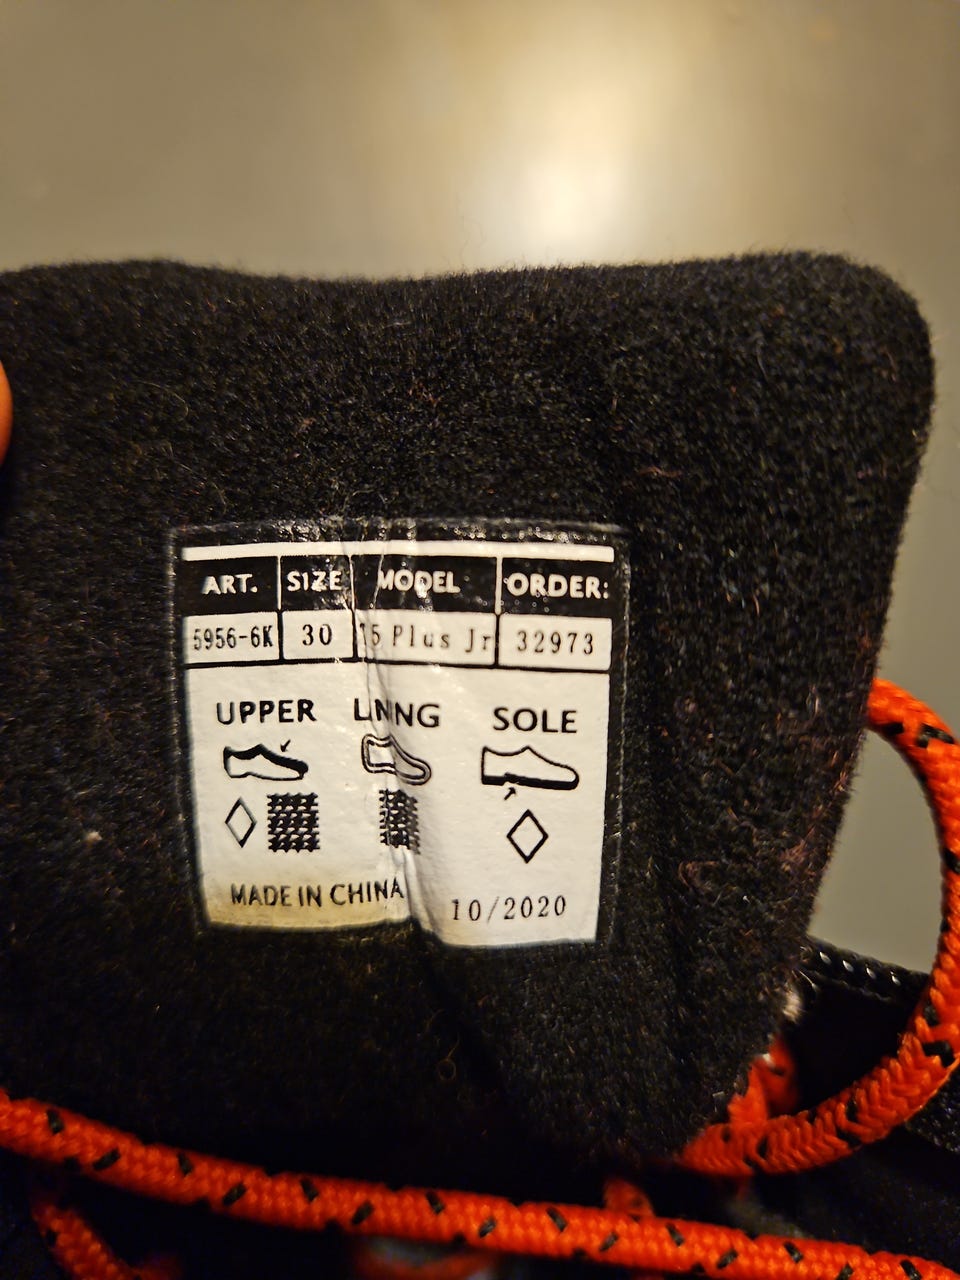 ART. SIZE MODEL ORDER:
5956-6K 30 15 Plus Jr 32973
UPPER LINING SOLE
MADE IN CHINA 10/2020